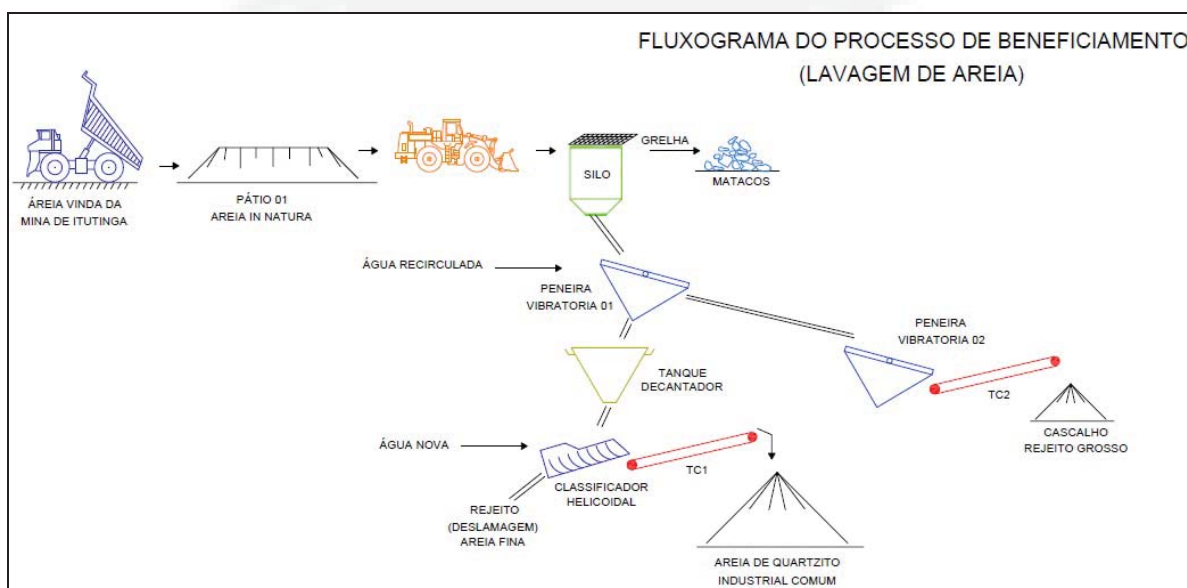 FLUXOGRAMA DO PROCESSO DE BENEFICIAMENTO
(LAVAGEM DE AREIA)
ÁREIA VINDA DA
MINA DE ITUTINGA
PÁTIO 01
AREIA IN NATURA
SILO
GRELHA
MATACOS
ÁGUA RECIRCULADA
PENEIRA
VIBRATORIA 01
PENEIRA
VIBRATORIA 02
TANQUE
DECANTADOR
TC2
CASCALHO
REJEITO GROSSO
ÁGUA NOVA
CLASSIFICADOR
HELICOIDAL
TC1
REJEITO
(DESLAMAGEM)
AREIA FINA
AREIA DE QUARTZITO
INDUSTRIAL COMUM